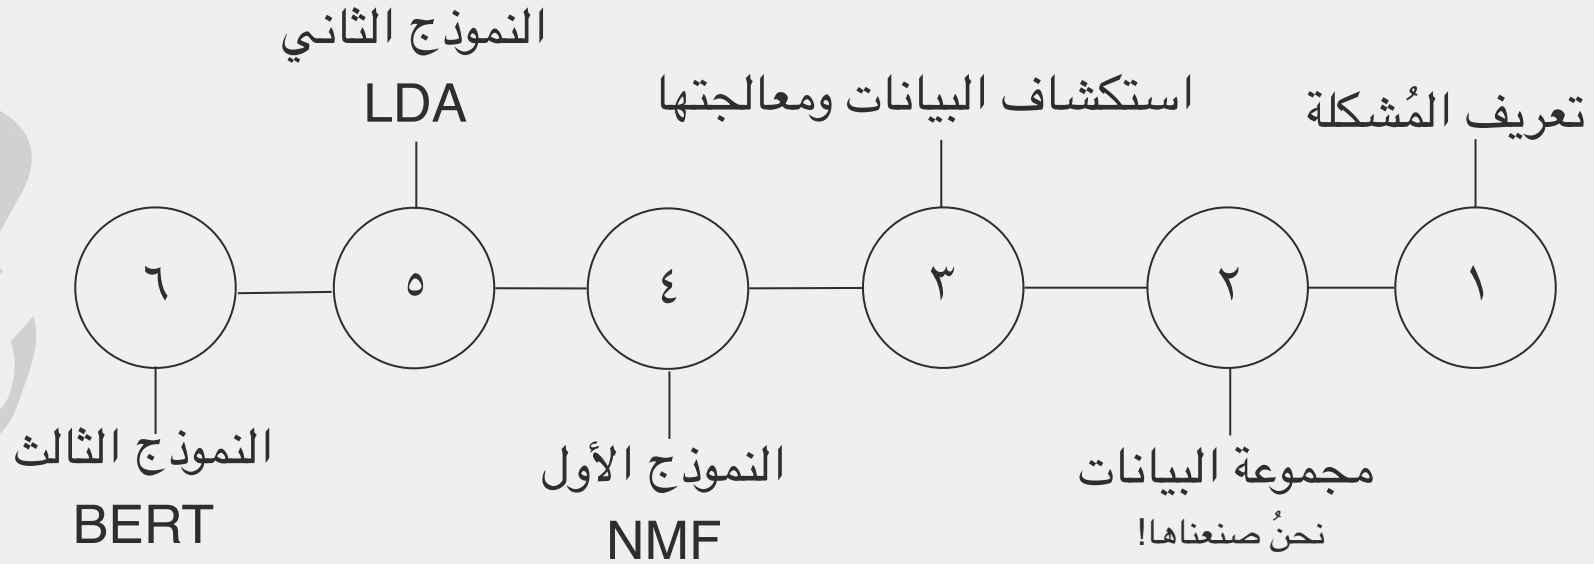 تعريف المُشكلة
١
٢
مجموعة البيانات
نحنُ صنعناها!
استكشاف البيانات ومعالجتها
٣
٤
النموذج الأول
NMF
النموذج الثاني
LDA
٥
٦
النموذج الثالث
BERT